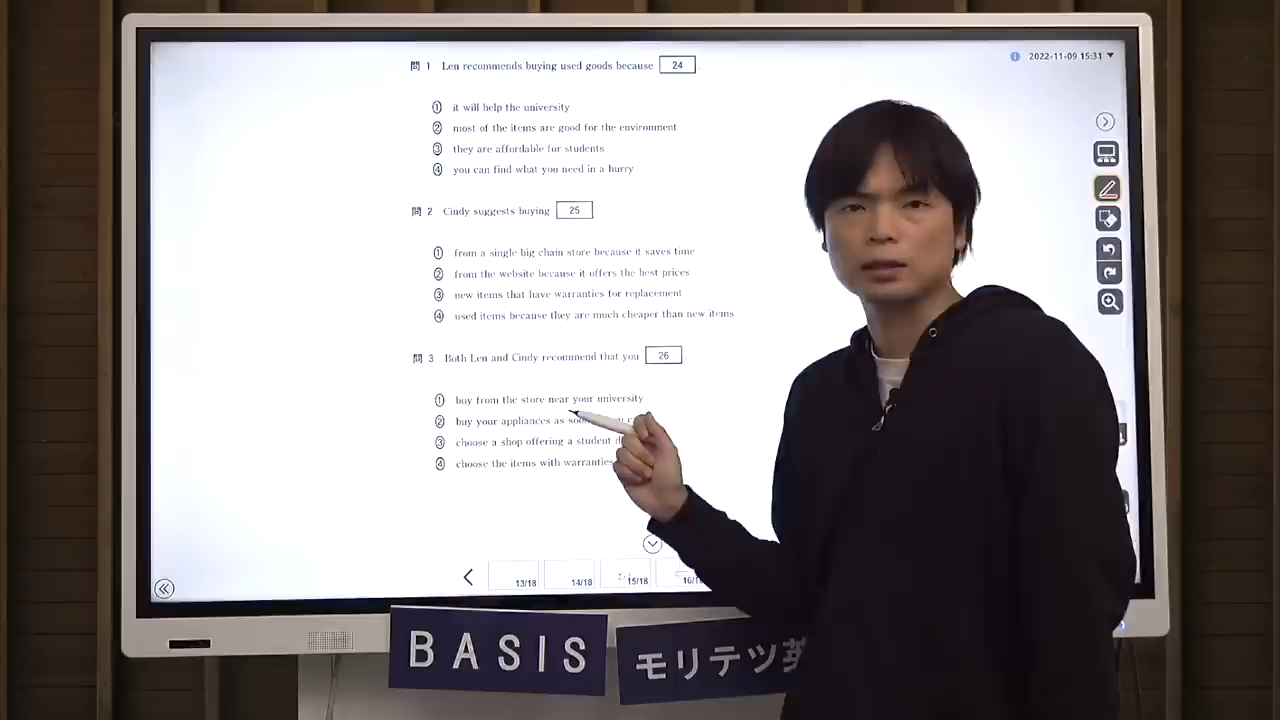 2022-11-09 15:31
問 1 Len recommends buying used goods because 24 .
① it will help the university
② most of the items are good for the environment
③ they are affordable for students
④ you can find what you need in a hurry
問 2 Cindy suggests buying 25
① from a single big chain store because it saves time
② from the website because it offers the best prices
③ new items that have warranties for replacement
④ used items because they are much cheaper than new items
問 3 Both Len and Cindy recommend that you 26 .
① buy from the store near your university
② buy your appliances as
③ choose a shop offering a student
④ choose the items with warranties
13/18 14/18 15/18
BASIS
モリテツ英